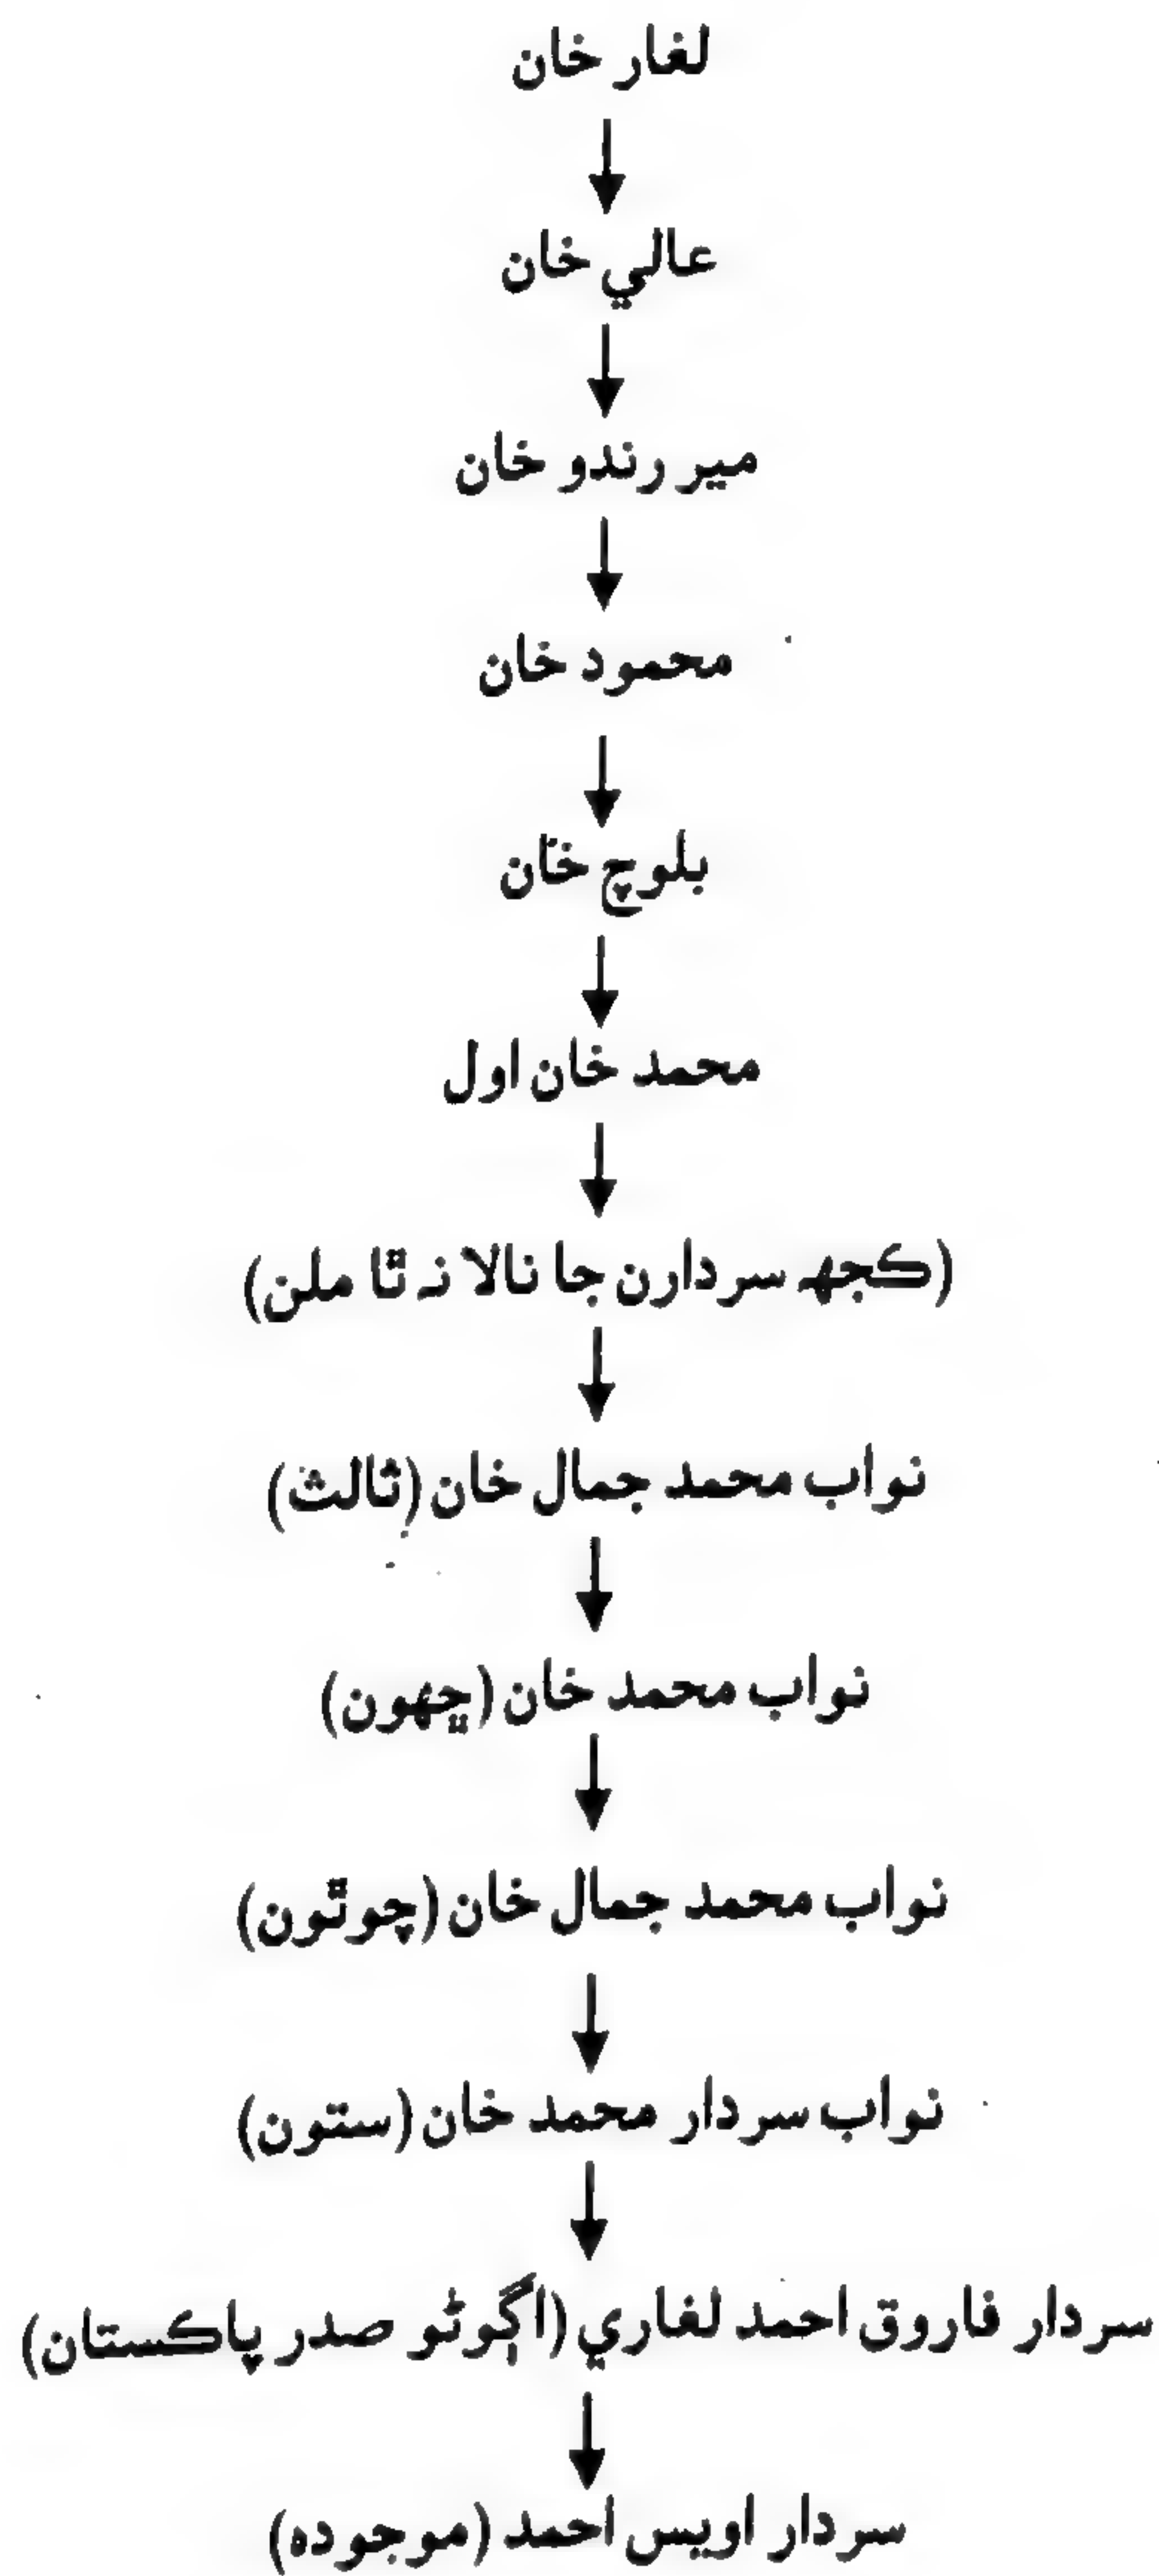 لغار خان
عالي خان
مير رندو خان
محمود خان
بلوچ خان
محمد خان اول
(ڪجهہ سردارن جا نالا نہ ٿا ملن)
نواب محمد جمال خان (ثالث)
نواب محمد خان (ڇهون)
نواب محمد جمال خان (چوٿون)
نواب سردار محمد خان (ستون)
سردار فاروق احمد لغاري (اڳوڻو صدر پاڪستان)
سردار اويس احمد (موجوده)